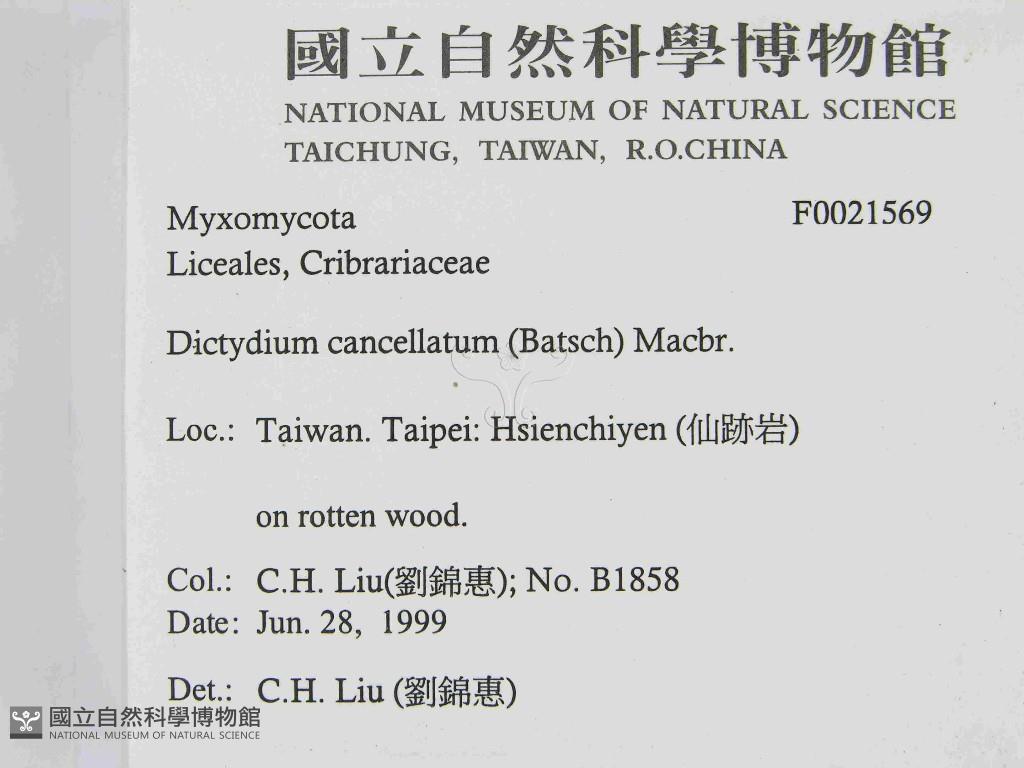 國立自然科學博物館
NATIONAL MUSEUM OF NATURAL SCIENCE
TAICHUNG, TAIWAN, R.O.CHINA
Myxomycota F0021569
Liceales, Cribrariaceae
Dictydium cancellatum (Batsch) Macbr.
Loc.: Taiwan. Taipei: Hsienchiyen (仙跡岩)
on rotten wood.
Col.: C.H. Liu(劉錦惠); No. B1858
Date: Jun. 28, 1999
Det.: C.H. Liu (劉錦惠)
國立自然科學博物館
NATIONAL MUSEUM OF NATURAL SCIENCE